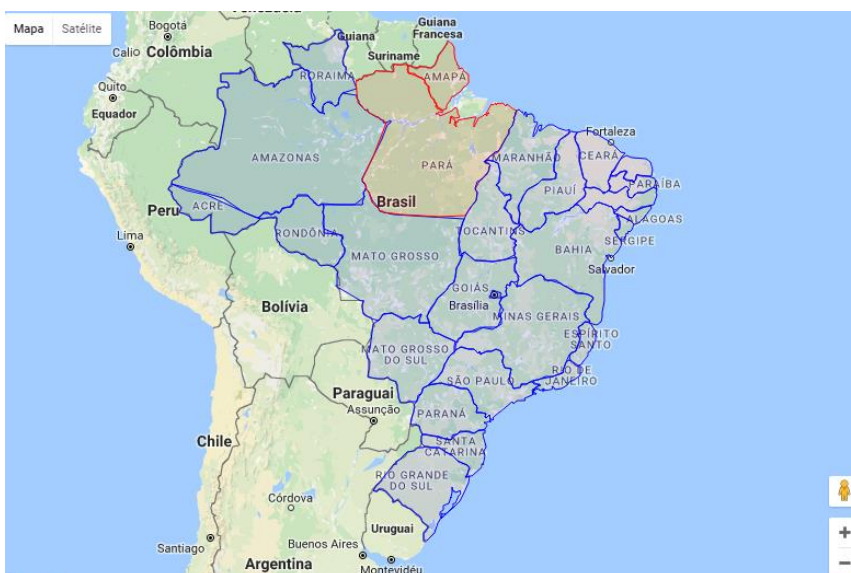 Mapa Satélite
Bogotá
Guiana
Guiana
Francesa
Cali
Colômbia
Suriname
RORAIMA
AMAPÁ
Quito
Equador
Fortaleza
AMAZONAS
PARÁ
MARANHÃO
CEARÁ
PARAÍBA
PIAUÍ
Brasil
ACRE
Peru
ALAGOAS
Lima
RONDÔNIA
TOCANTINS
SERGIPE
MATO GROSSO
BAHIA
Salvador
GOIÁS
Brasília
Bolívia
MINAS GERAIS
ESPÍRITO
SANTO
MATO GROSSO
DO SUL
RIO DE
JANEIRO
SÃO PAULO
Paraguai
Assunção
PARANÁ
Chile
SANTA
CATARINA
RIO GRANDE
DO SUL
Córdova
Uruguai
Santiago
Buenos Aires
Argentina
Montevidéu